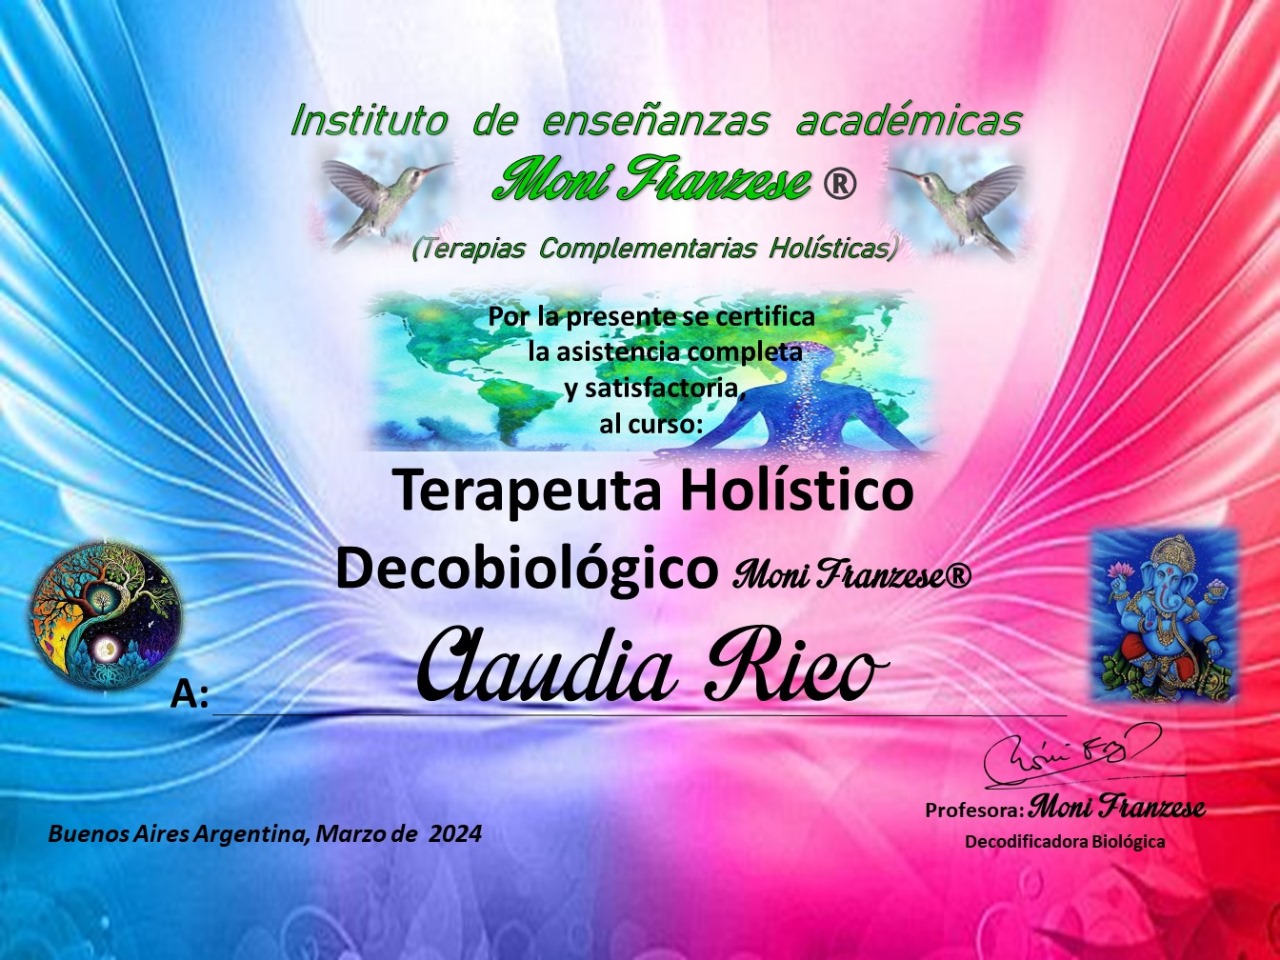 Instituto de enseñanzas académicas
Moni Franzese ®
(Terapias Complementarias Holísticas)
Por la presente se certifica
la asistencia completa
y satisfactoria,
al curso:
Terapeuta Holístico
Decobiológico Moni Franzese®
A: Claudia Rico
Profesora: Moni Franzese
Decodificadora Biológica
Buenos Aires Argentina, Marzo de 2024